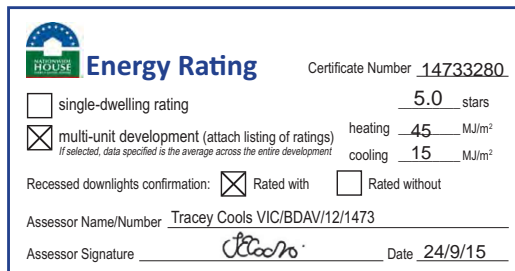 NATIONWIDE
HOUSE
Energy Rating
Certificate Number 14733280
single-dwelling rating
5.0 stars
multi-unit development (attach listing of ratings)
If selected, data specified is the average across the entire development
heating 45 MJ/m²
cooling 15 MJ/m²
Recessed downlights confirmation: Rated with Rated without
Assessor Name/Number Tracey Cools VIC/BDAV/12/1473
Assessor Signature
Date 24/9/15